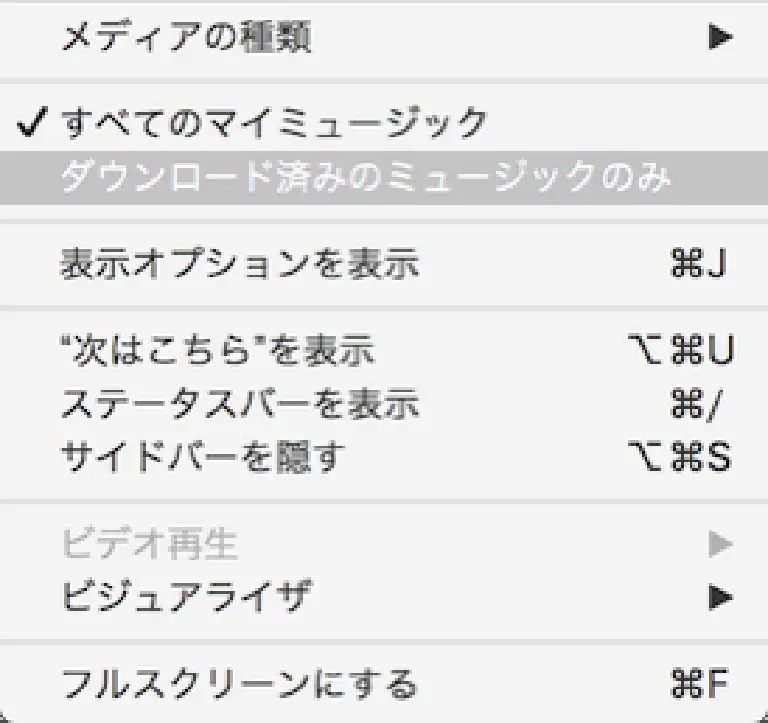 メディアの種類 ▶
✓ すべてのマイミュージック
ダウンロード済みのミュージックのみ
表示オプションを表示 ⌘J
“次はこちら”を表示 ⌥⌘U
ステータスバーを表示 ⌘/
サイドバーを隠す ⌥⌘S
ビデオ再生 ▶
ビジュアライザ ▶
フルスクリーンにする ⌘F